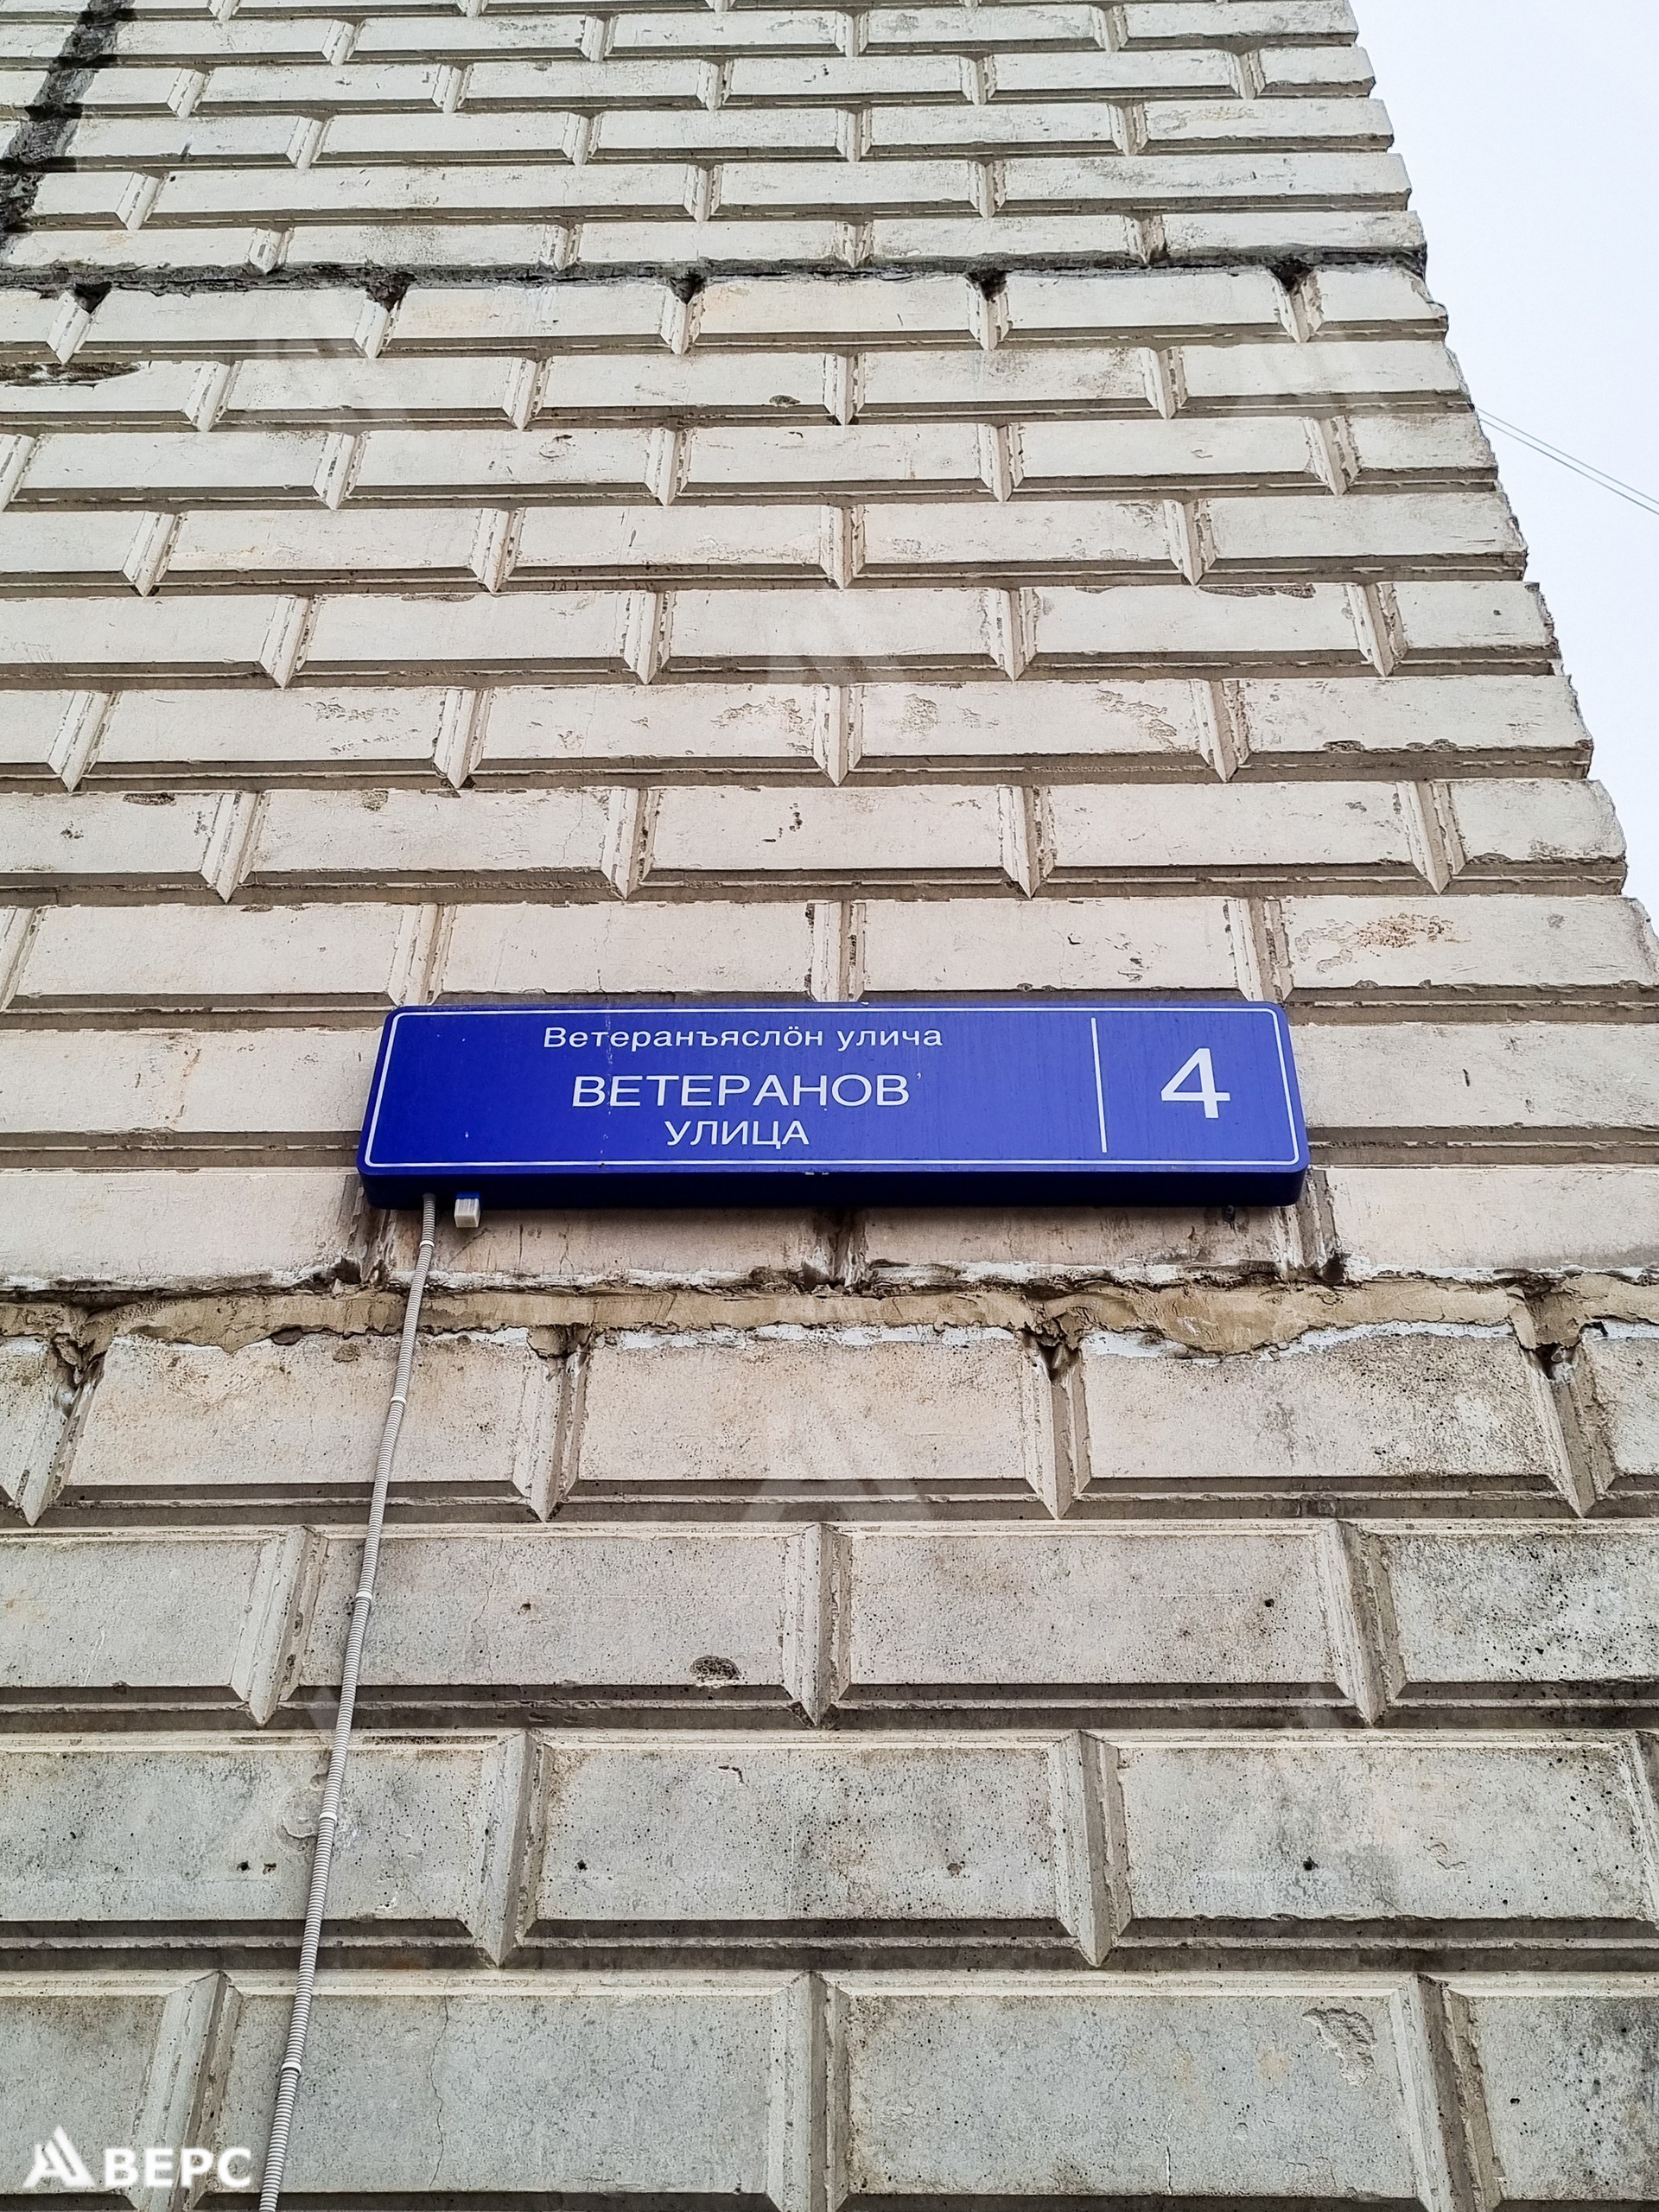 Ветеранъяслӧн улича
ВЕТЕРАНОВ
УЛИЦА
4
ВЕРС